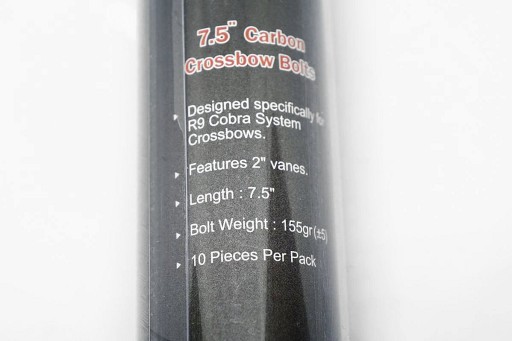 7.5" Carbon
Crossbow Bolts
Designed specifically for
R9 Cobra System
Crossbows.
Features 2" vanes.
Length : 7.5"
Bolt Weight : 155gr(±5)
10 Pieces Per Pack